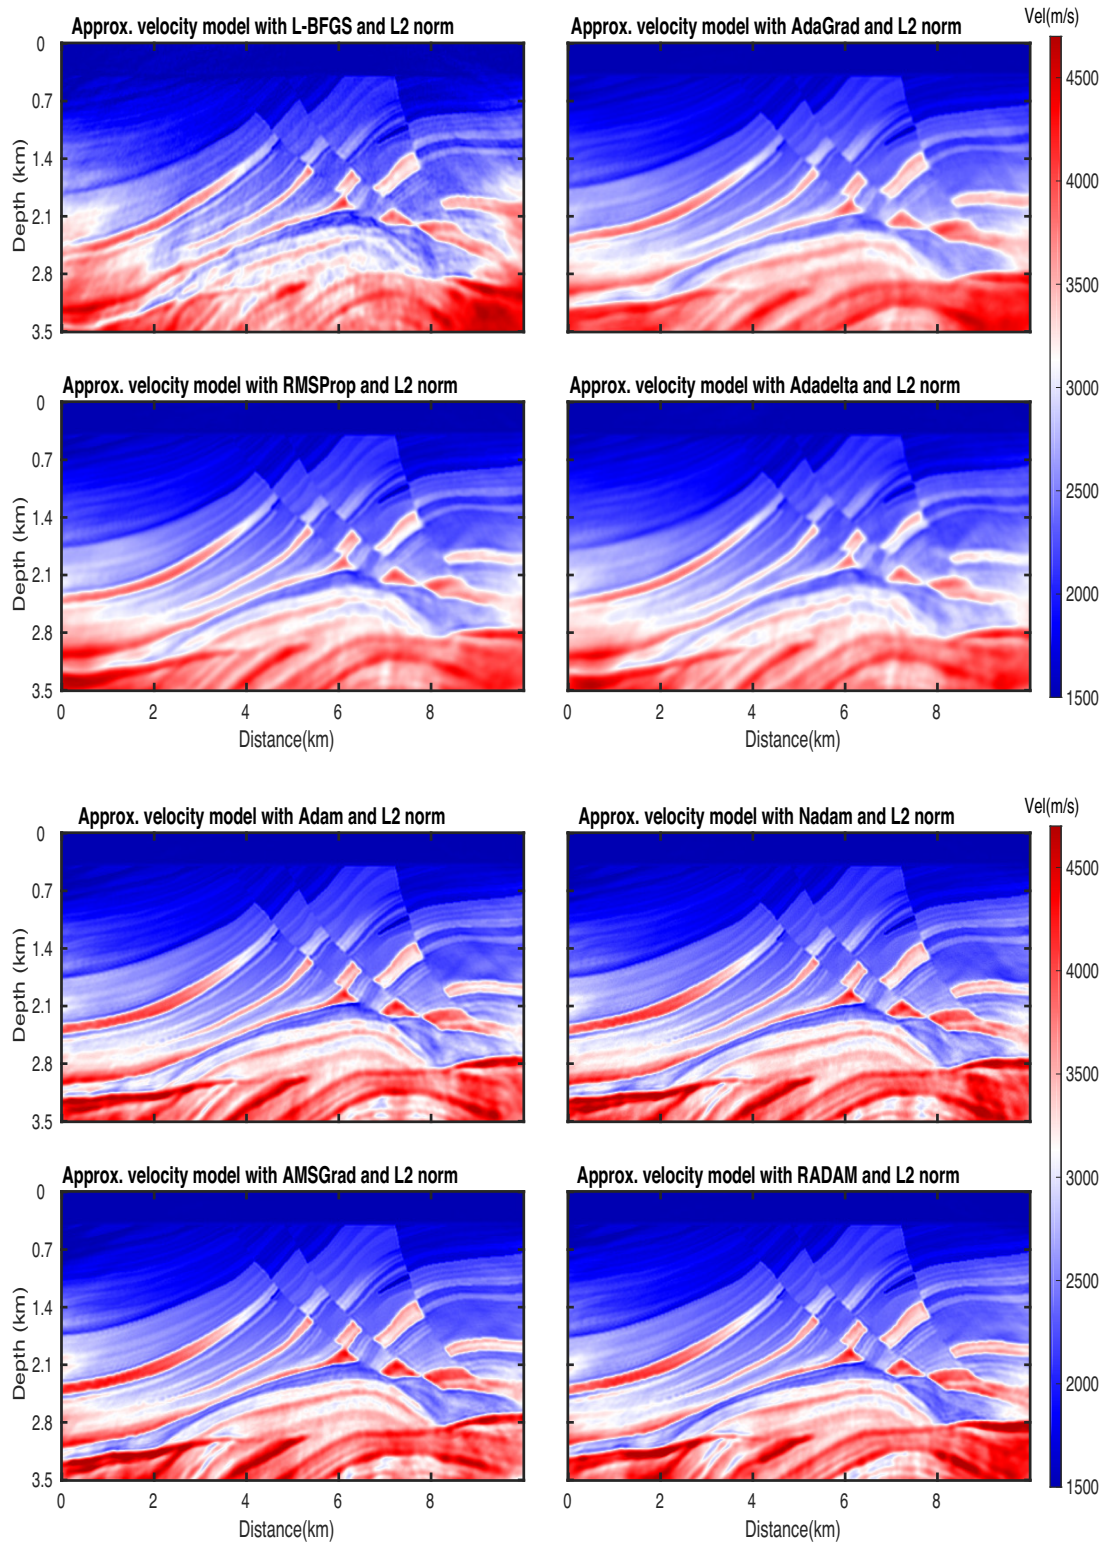 Approx. velocity model with L-BFGS and L2 norm
Approx. velocity model with AdaGrad and L2 norm
Vel(m/s)
0
0.7
1.4
2.1
2.8
3.5
Depth (km)
4500
4000
3500
3000
2500
2000
1500
Approx. velocity model with RMSProp and L2 norm
Approx. velocity model with Adadelta and L2 norm
0
0.7
1.4
2.1
2.8
3.5
Depth (km)
0 2 4 6 8
Distance(km)
0 2 4 6 8
Distance(km)
Approx. velocity model with Adam and L2 norm
Approx. velocity model with Nadam and L2 norm
Vel(m/s)
0
0.7
1.4
2.1
2.8
3.5
Depth (km)
4500
4000
3500
3000
2500
2000
1500
Approx. velocity model with AMSGrad and L2 norm
Approx. velocity model with RADAM and L2 norm
0
0.7
1.4
2.1
2.8
3.5
Depth (km)
0 2 4 6 8
Distance(km)
0 2 4 6 8
Distance(km)